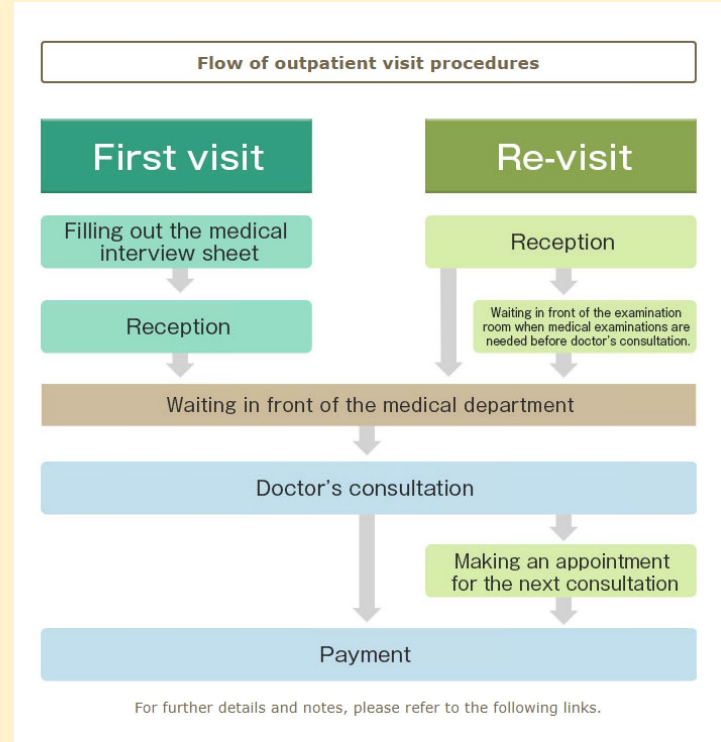 Flow of outpatient visit procedures
First visit
Re-visit
Filling out the medical
interview sheet
Reception
Reception
Waiting in front of the examination
room when medical examinations are
needed before doctor's consultation.
Waiting in front of the medical department
Doctor's consultation
Making an appointment
for the next consultation
Payment
For further details and notes, please refer to the following links.